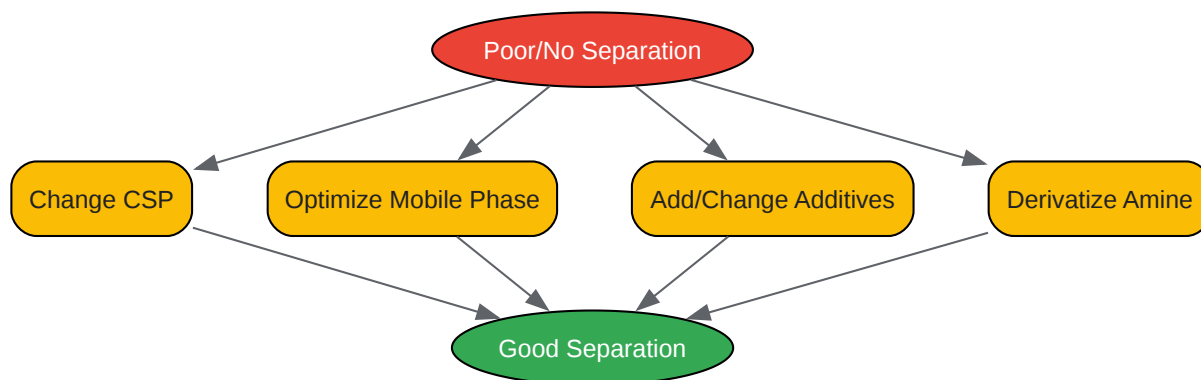 Poor/No Separation
Change CSP
Optimize Mobile Phase
Add/Change Additives
Derivatize Amine
Good Separation